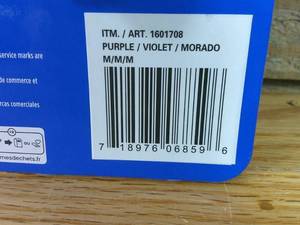 ITM. / ART. 1601708
PURPLE / VIOLET / MORADO
M/M/M
7 18976 06859 6
service marks are
de commerce et
rcas comerciales
ou
mesdechets.fr